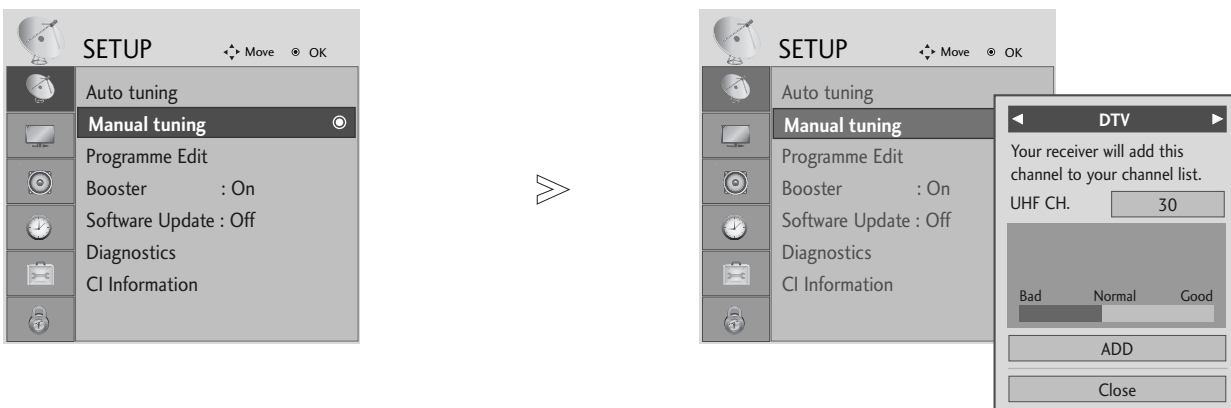 SETUP Move OK
Auto tuning
Manual tuning
Programme Edit
Booster : On
Software Update : Off
Diagnostics
CI Information
SETUP Move OK
Auto tuning
Manual tuning
Programme Edit
Booster : On
Software Update : Off
Diagnostics
CI Information
DTV
Your receiver will add this
channel to your channel list.
UHF CH. 30
Bad Normal Good
ADD
Close